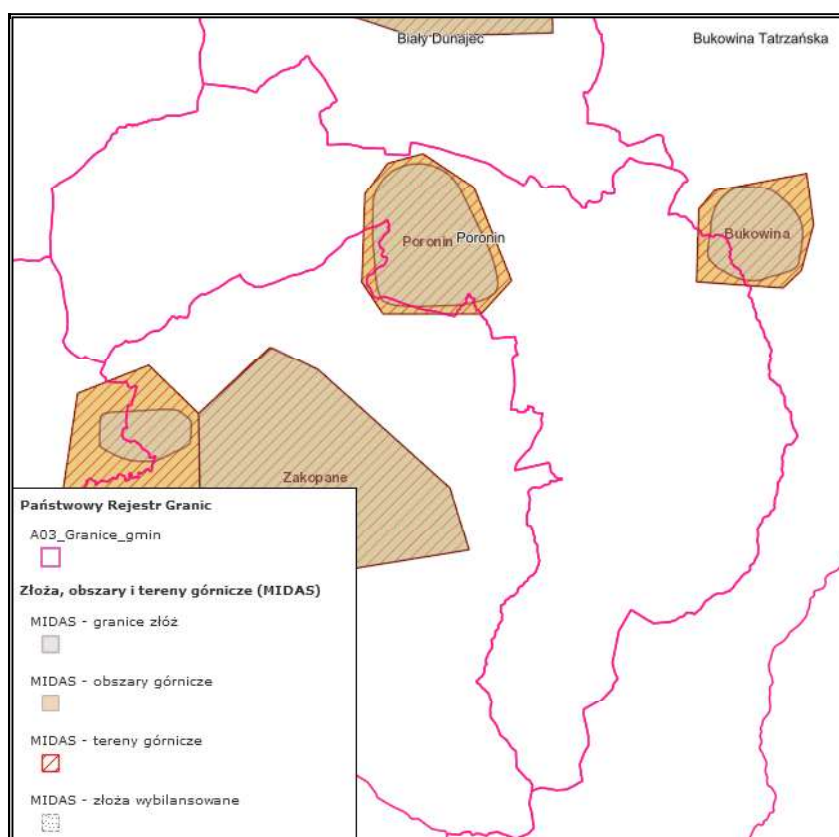 Biały Dunajec
Bukowina Tatrzańska
Poronin
Poronin
Bukowina
Zakopane
Państwowy Rejestr Granic
A03_Granice_gmin
Złoża, obszary i tereny górnicze (MIDAS)
MIDAS - granice złóż
MIDAS - obszary górnicze
MIDAS - tereny górnicze
MIDAS - złoża wybilansowane